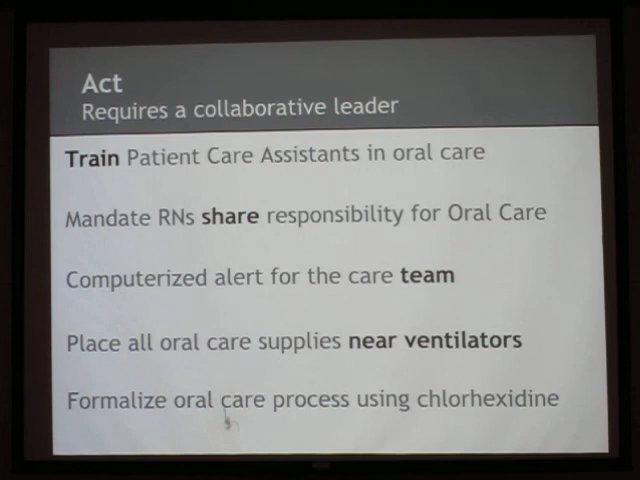 Act
Requires a collaborative leader
Train Patient Care Assistants in oral care
Mandate RNs share responsibility for Oral Care
Computerized alert for the care team
Place all oral care supplies near ventilators
Formalize oral care process using chlorhexidine